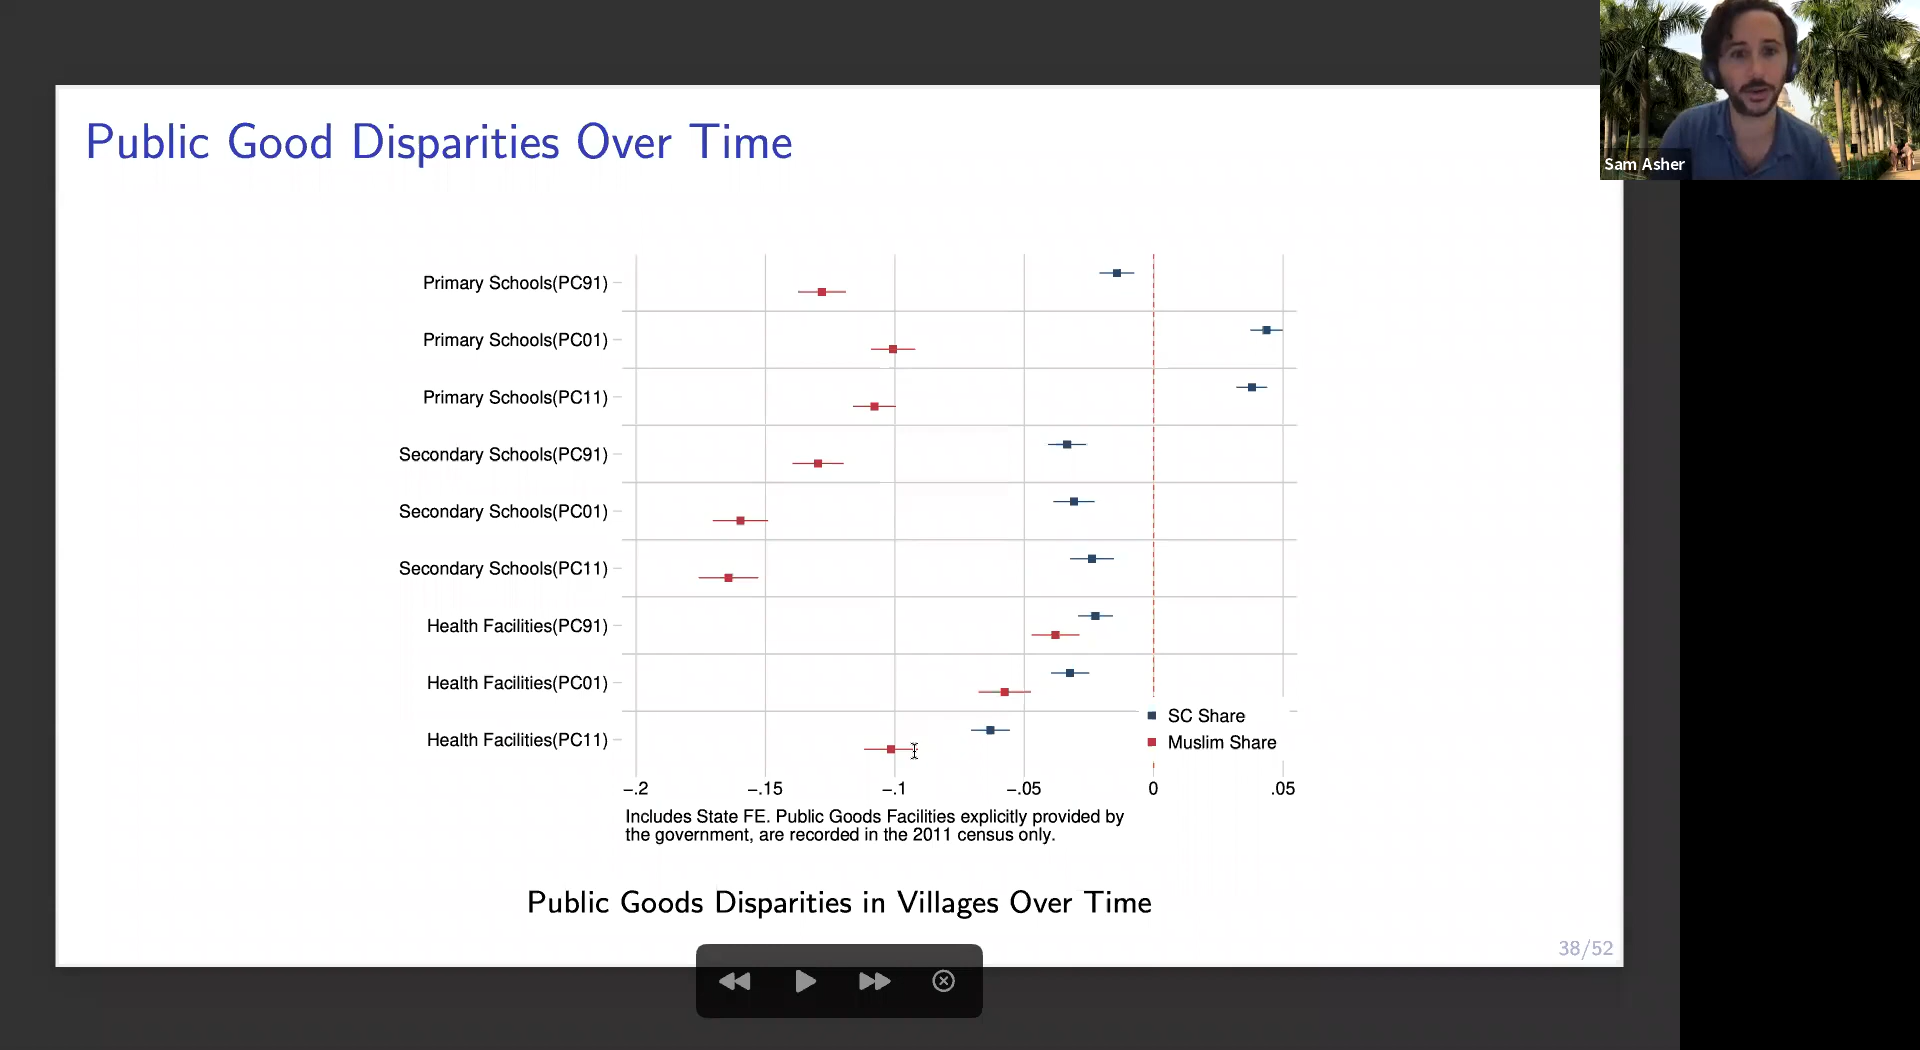 Public Good Disparities Over Time
Sam Asher
Primary Schools(PC91)
Primary Schools(PC01)
Primary Schools(PC11)
Secondary Schools(PC91)
Secondary Schools(PC01)
Secondary Schools(PC11)
Health Facilities(PC91)
Health Facilities(PC01)
Health Facilities(PC11)
SC Share
Muslim Share
−.2 −.15 −.1 −.05 0 .05
Includes State FE. Public Goods Facilities explicitly provided by
the government, are recorded in the 2011 census only.
Public Goods Disparities in Villages Over Time
38/52